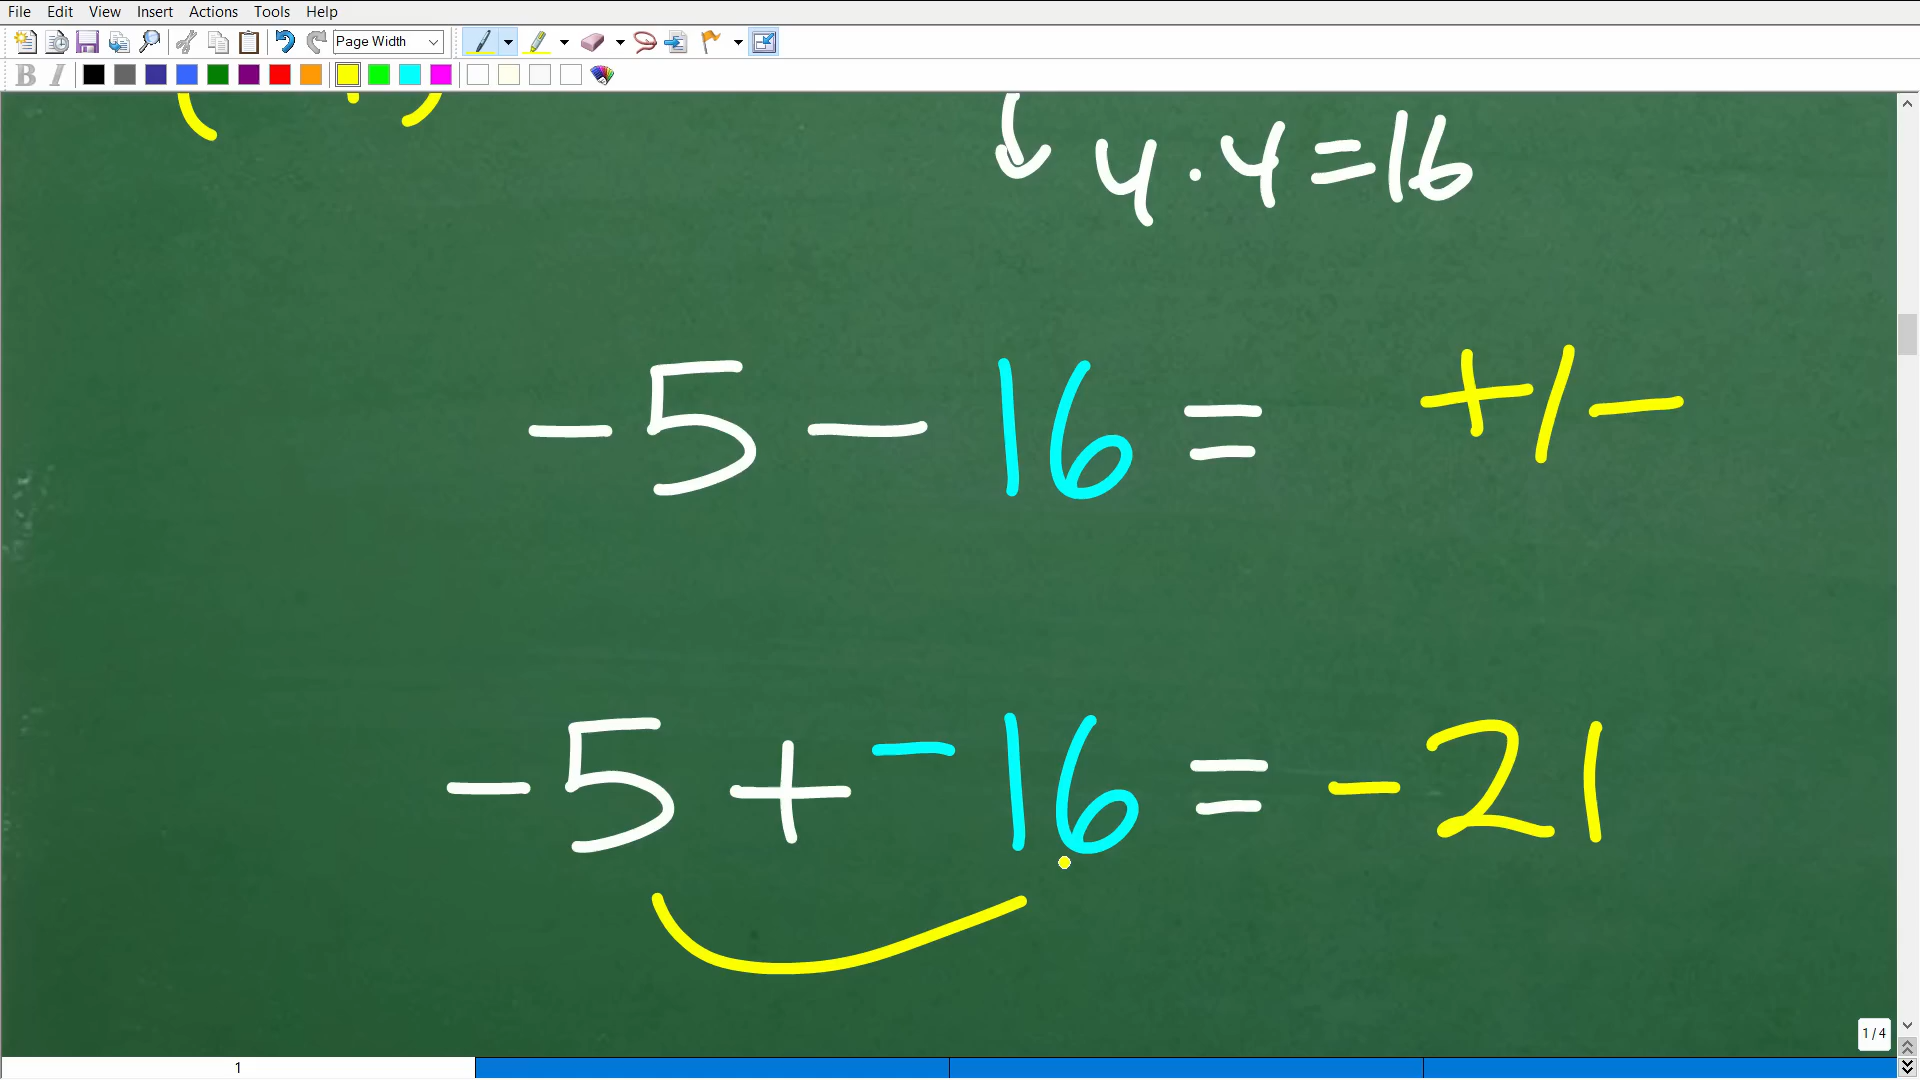 File Edit View Insert Actions Tools Help
Page Width
B I
4 · 4 = 16
-5 - 16 = +/-
-5 + -16 = -21
1 / 4
1